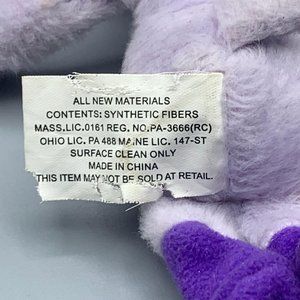 ALL NEW MATERIALS
CONTENTS: SYNTHETIC FIBERS
MASS.LIC.0161 REG. NO.PA-3666(RC)
OHIO LIC. PA 488 MAINE LIC. 147-ST
SURFACE CLEAN ONLY
MADE IN CHINA
THIS ITEM MAY NOT BE SOLD AT RETAIL.